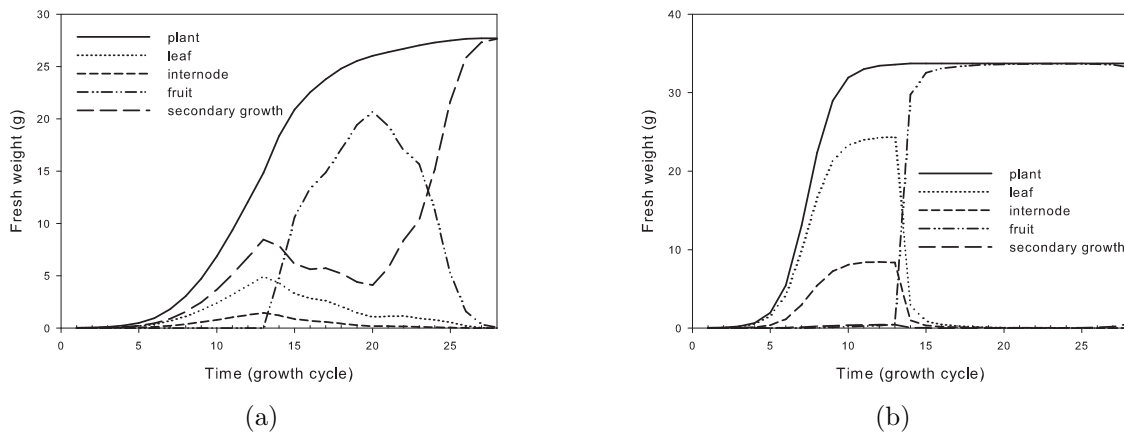 30
25
20
15
10
5
0
0
5
10
15
20
25
Fresh weight (g)
Time (growth cycle)
plant
leaf
internode
fruit
secondary growth
(a)
40
30
20
10
0
0
5
10
15
20
25
Fresh weight (g)
Time (growth cycle)
plant
leaf
internode
fruit
secondary growth
(b)